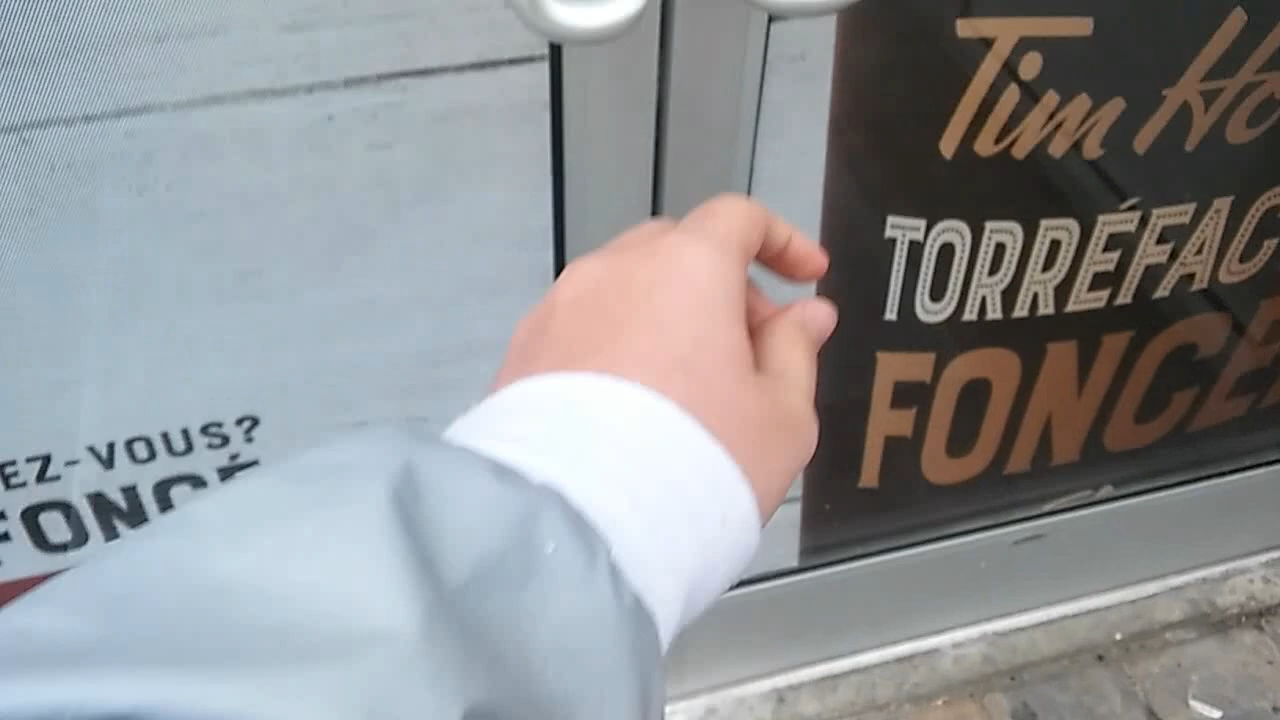 Tim Ho
TORRÉFAC
FONCÉ
EZ-VOUS?
FONCÉ